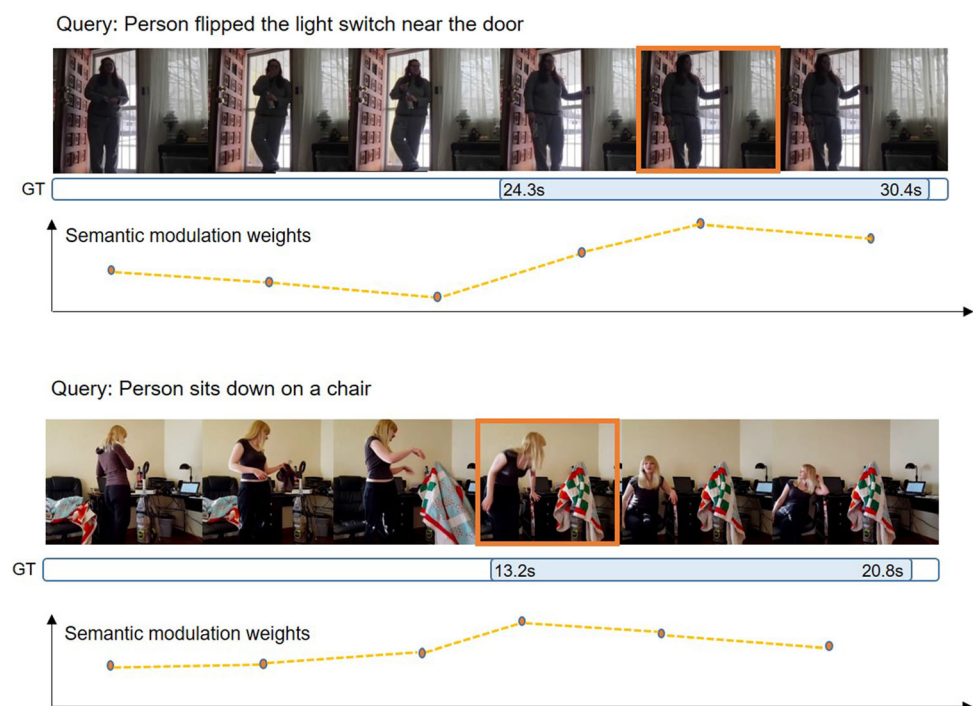 Query: Person flipped the light switch near the door
GT
24.3s 30.4s
Semantic modulation weights
Query: Person sits down on a chair
GT
13.2s 20.8s
Semantic modulation weights